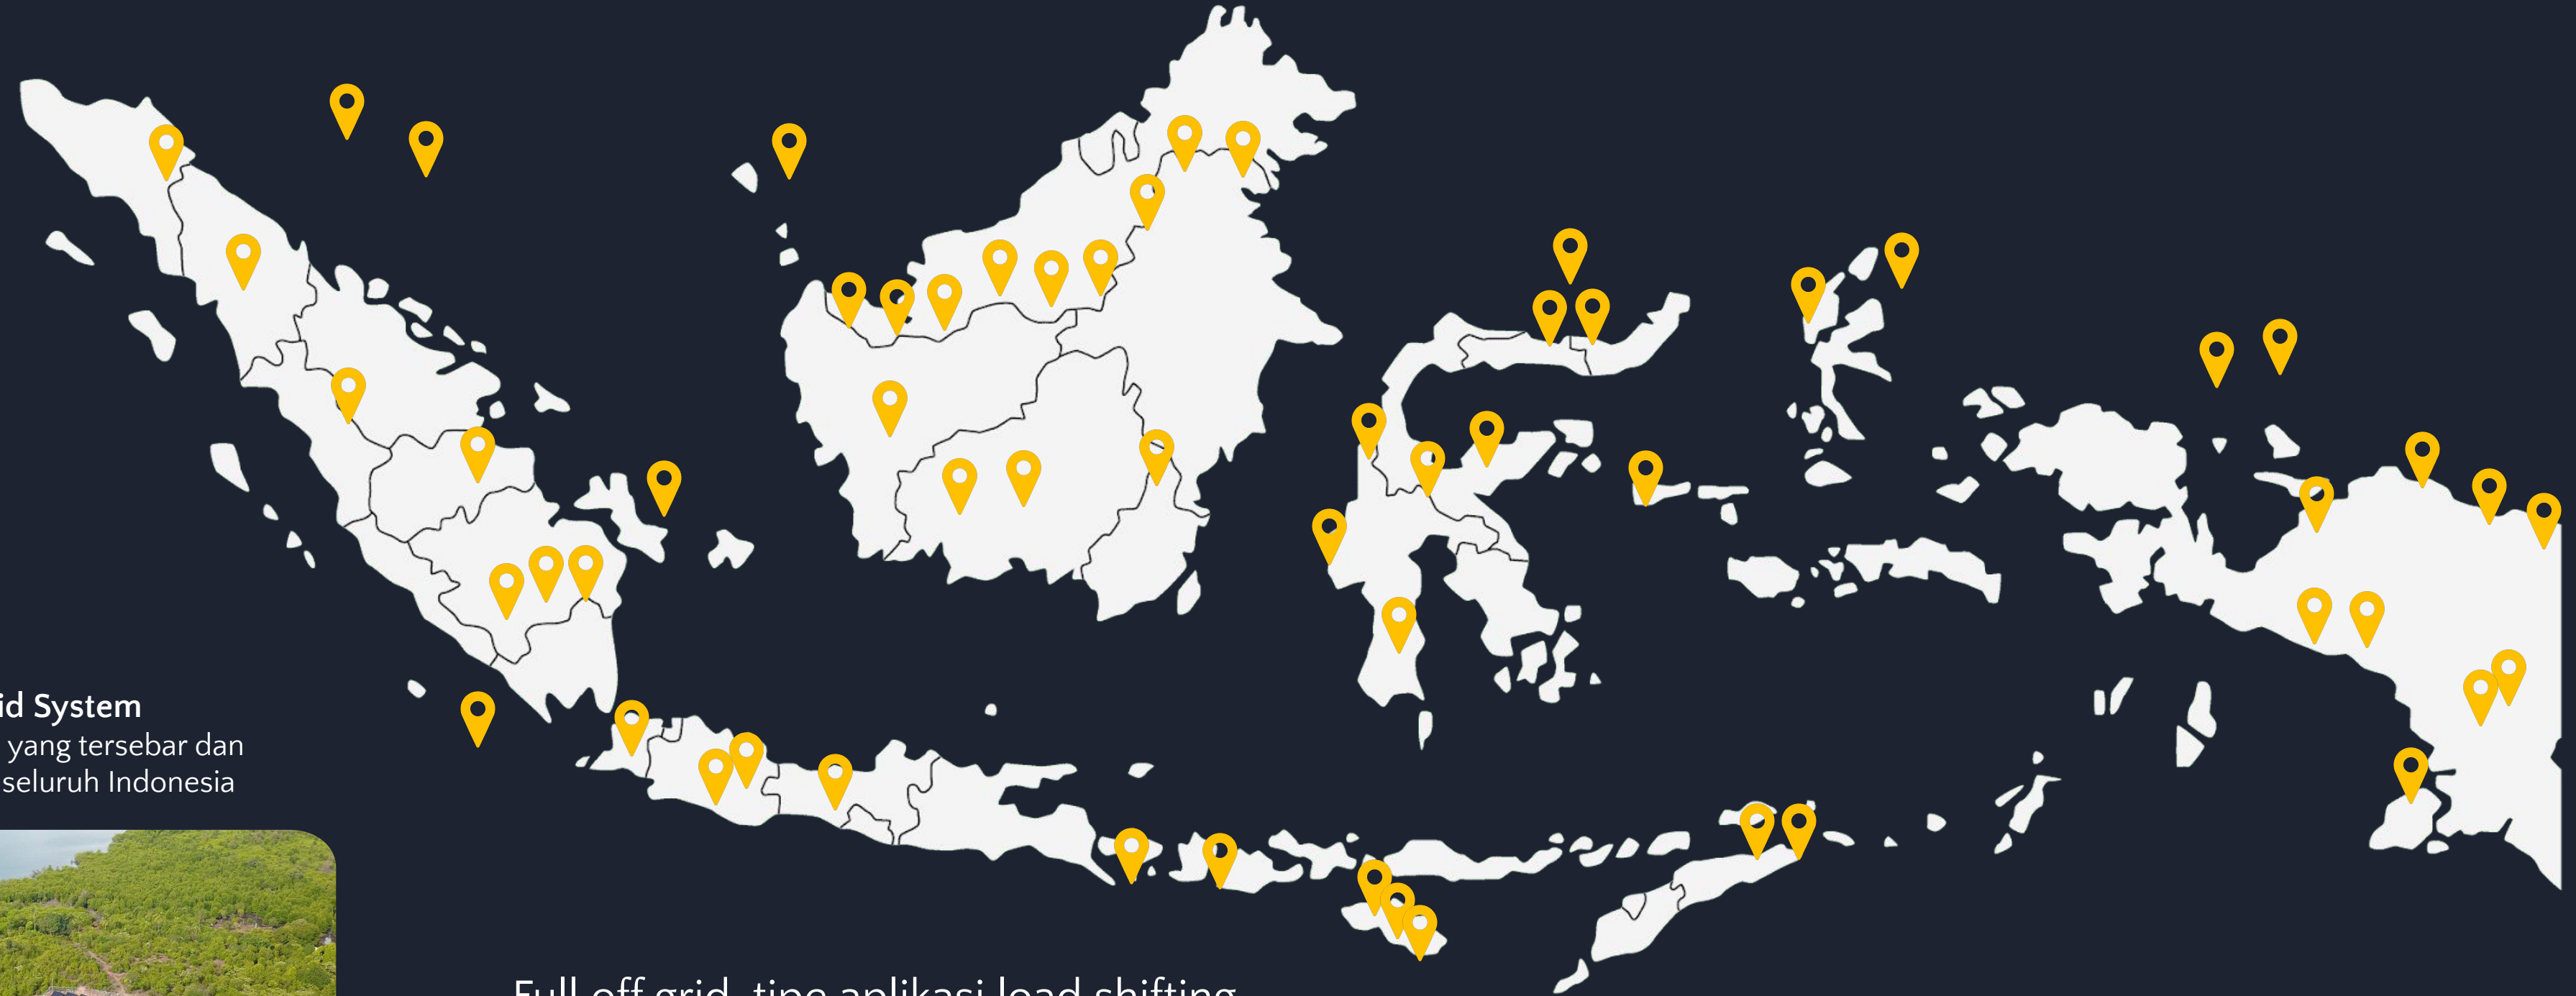 id System
yang tersebar dan
seluruh Indonesia
Full off grid, tipe aplikasi load shifting